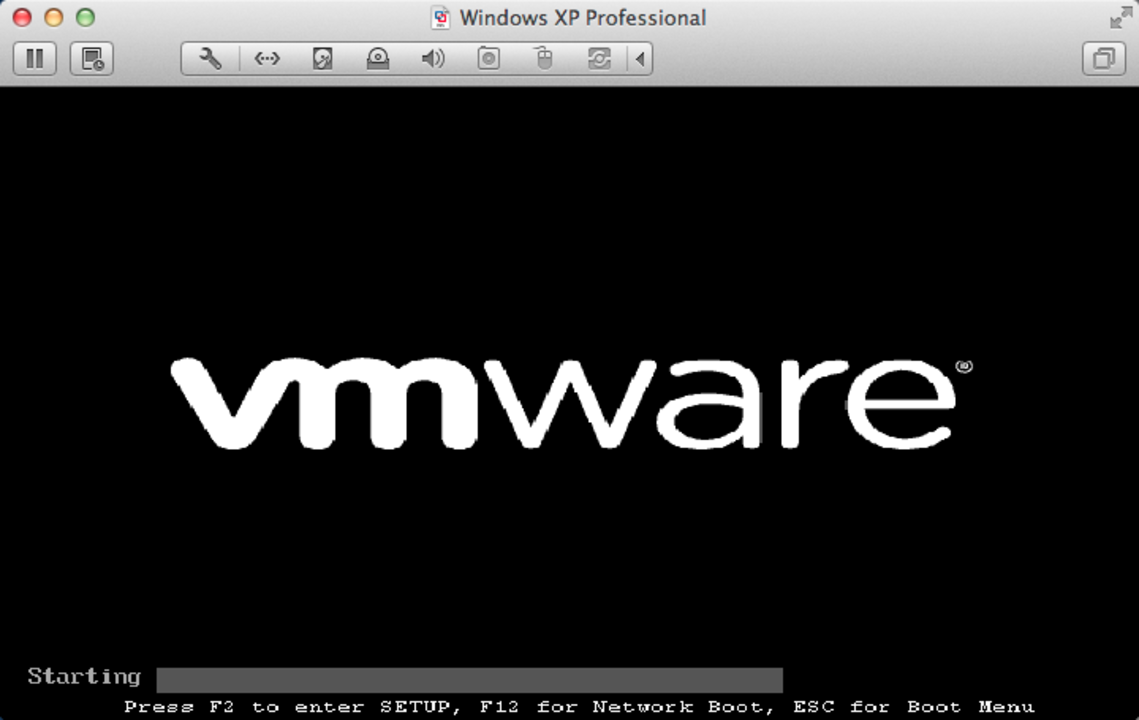 Windows XP Professional
vmware®
Starting
Press F2 to enter SETUP, F12 for Network Boot, ESC for Boot Menu